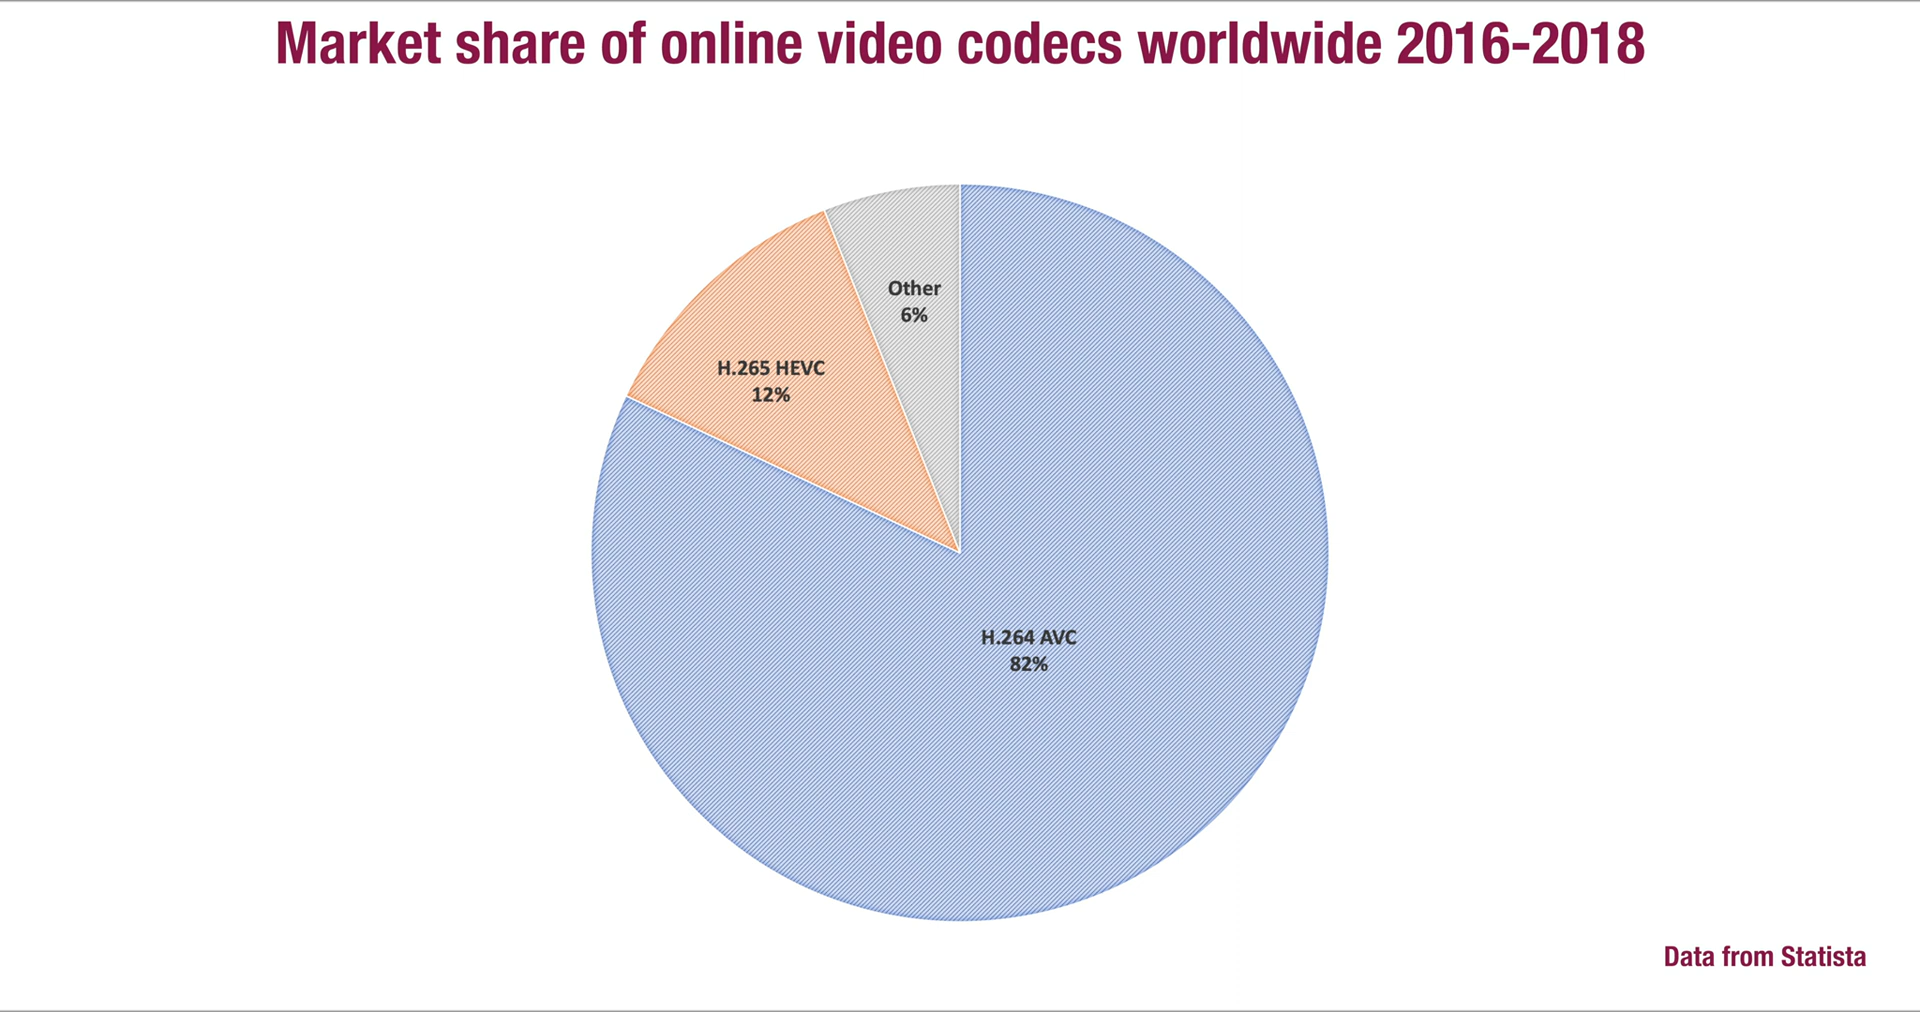 Market share of online video codecs worldwide 2016-2018
Other
6%
H.265 HEVC
12%
H.264 AVC
82%
Data from Statista